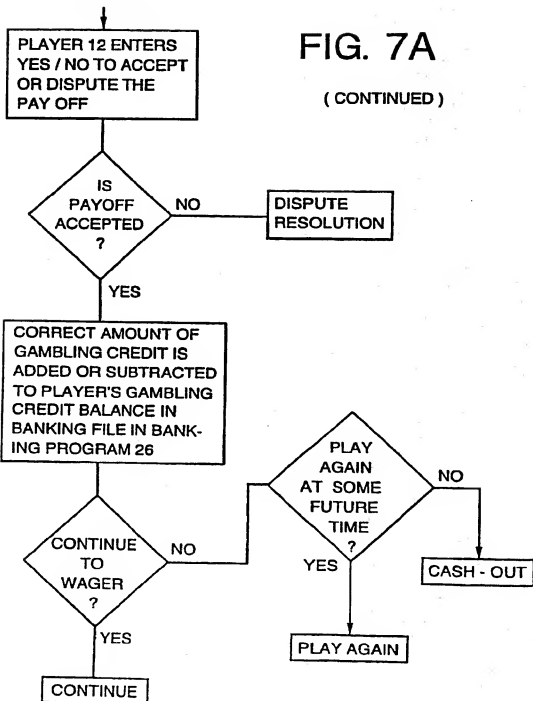 FIG. 7A
( CONTINUED )
PLAYER 12 ENTERS
YES / NO TO ACCEPT
OR DISPUTE THE
PAY OFF
IS
PAYOFF
ACCEPTED
?
NO
DISPUTE
RESOLUTION
YES
CORRECT AMOUNT OF
GAMBLING CREDIT IS
ADDED OR SUBTRACTED
TO PLAYER'S GAMBLING
CREDIT BALANCE IN
BANKING FILE IN BANK-
ING PROGRAM 26
CONTINUE
TO
WAGER
?
NO
PLAY
AGAIN
AT SOME
FUTURE
TIME
?
NO
CASH - OUT
YES
PLAY AGAIN
YES
CONTINUE